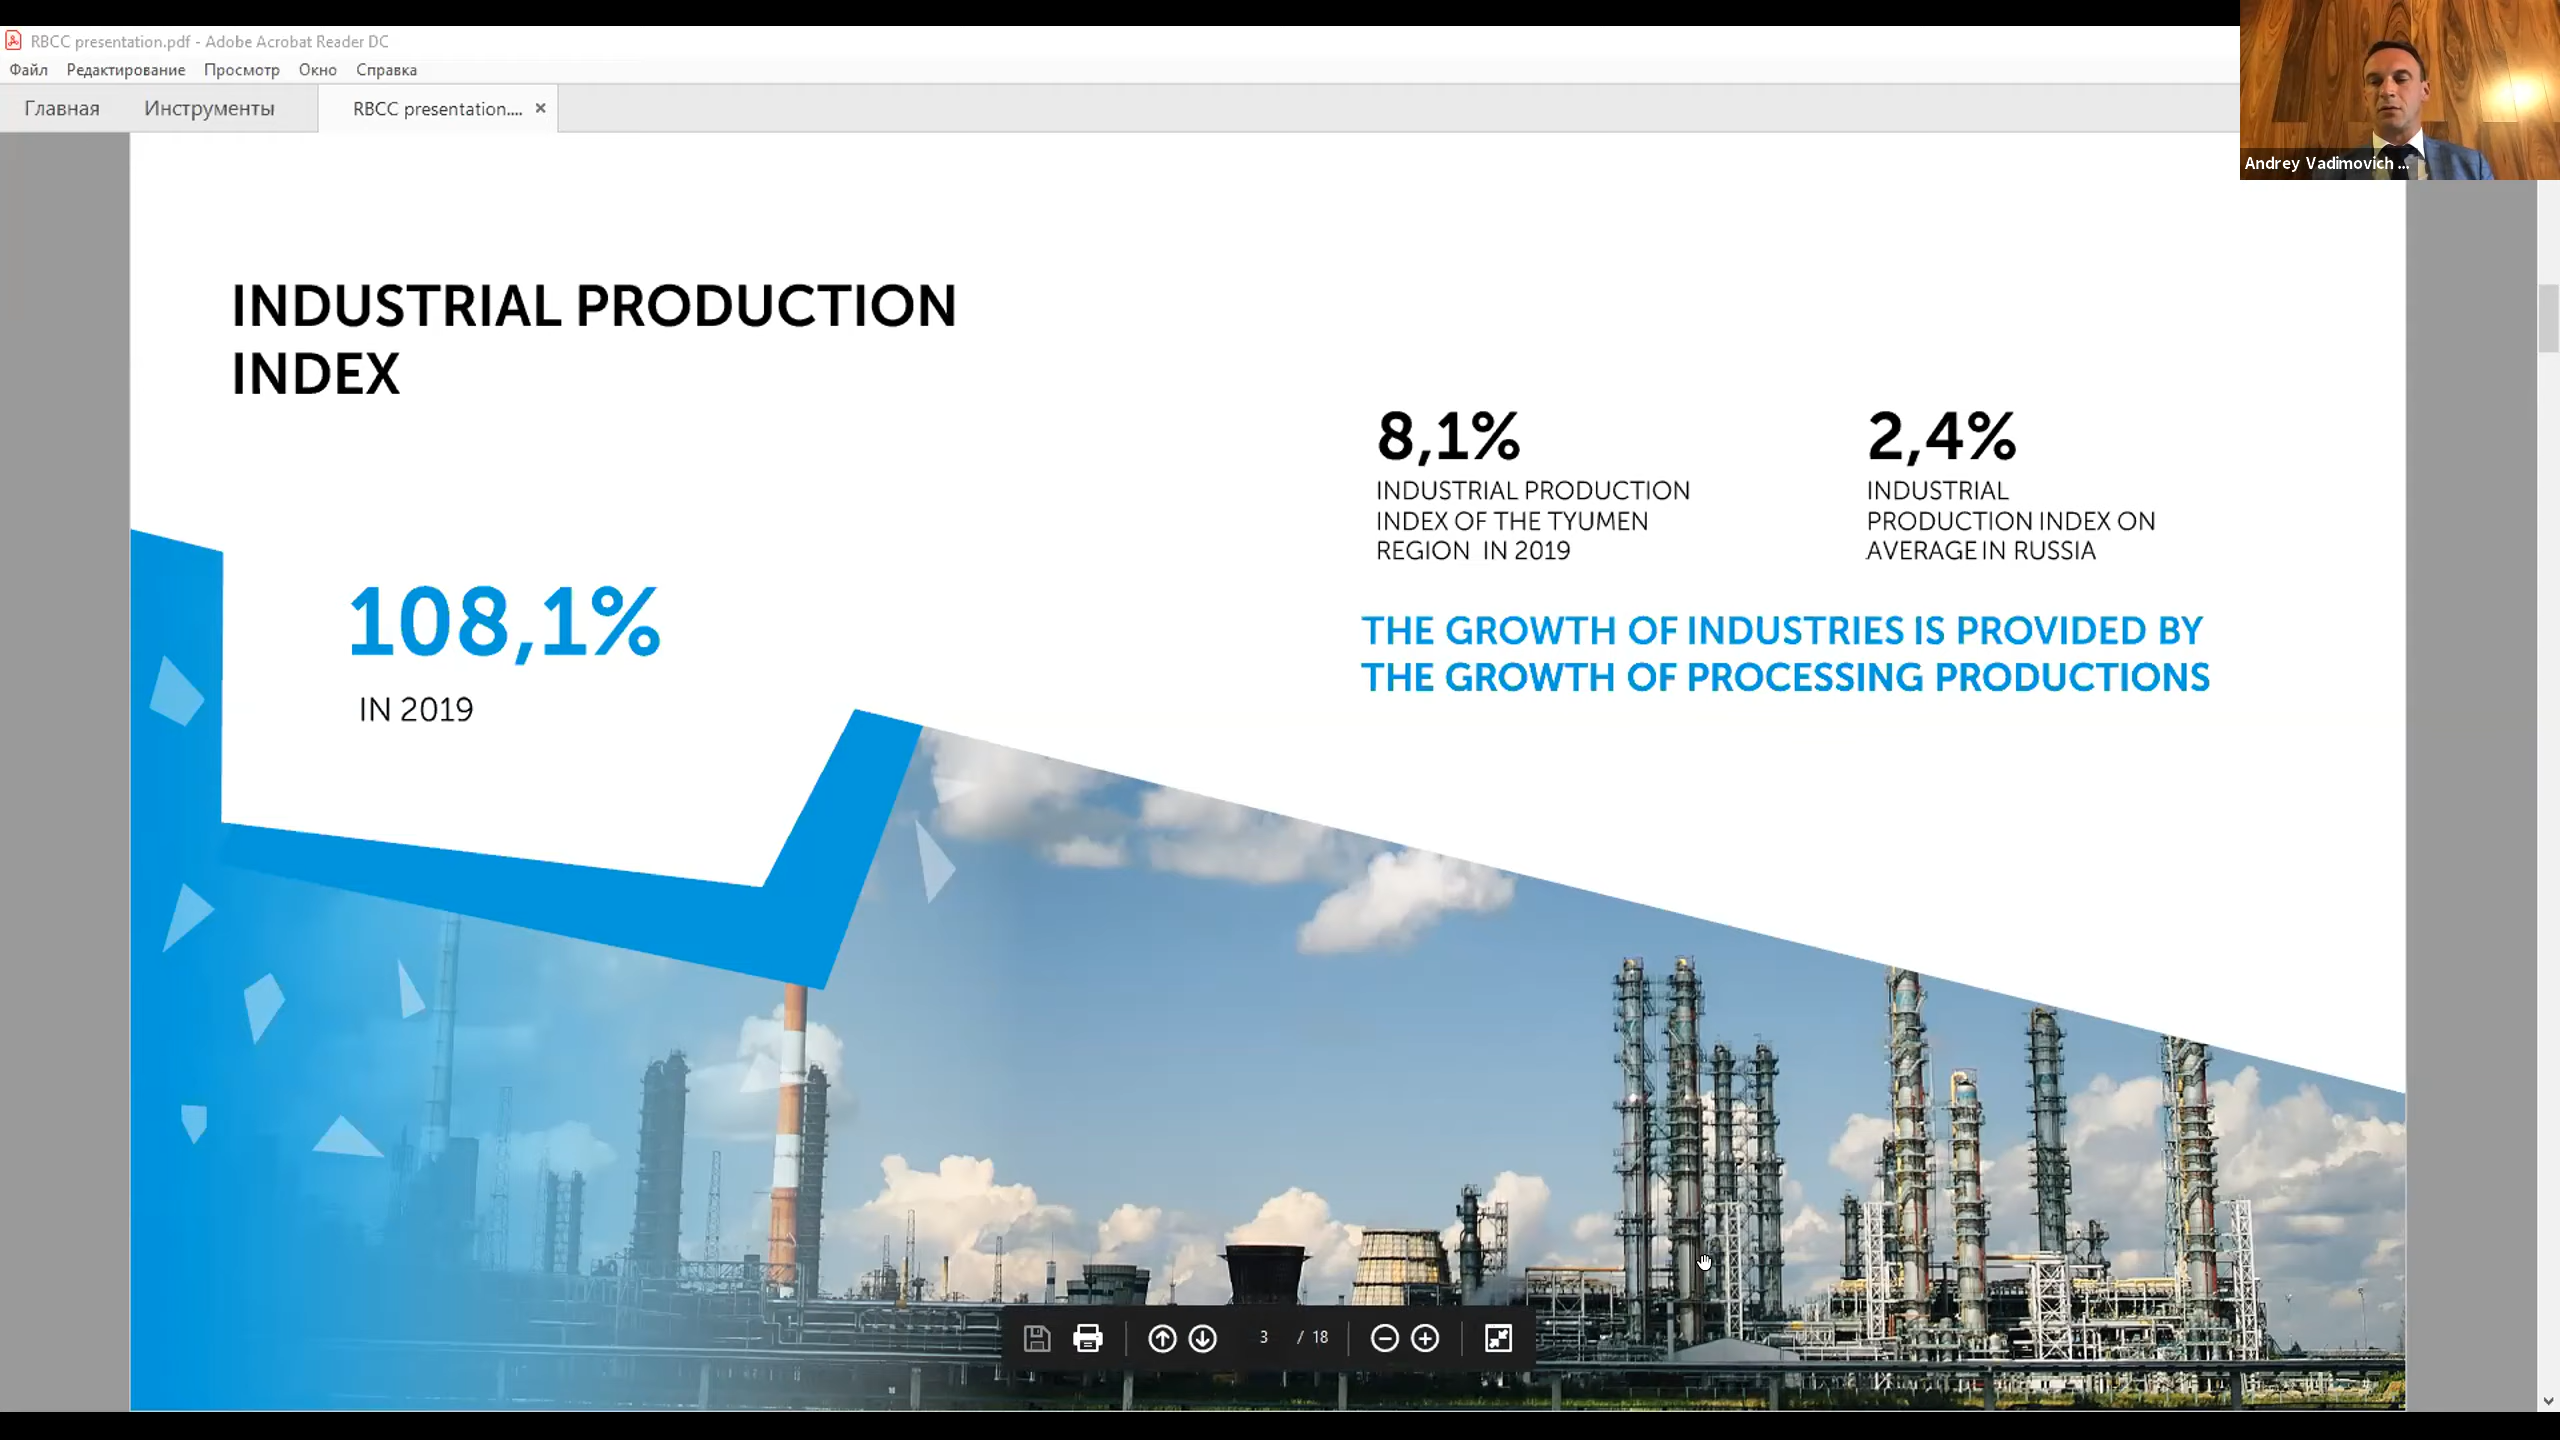 RBCC presentation.pdf - Adobe Acrobat Reader DC
Файл Редактирование Просмотр Окно Справка
Главная Инструменты RBCC presentation....
Andrey Vadimovich ...
INDUSTRIAL PRODUCTION
INDEX
108,1%
IN 2019
8,1%
INDUSTRIAL PRODUCTION
INDEX OF THE TYUMEN
REGION IN 2019
2,4%
INDUSTRIAL
PRODUCTION INDEX ON
AVERAGE IN RUSSIA
THE GROWTH OF INDUSTRIES IS PROVIDED BY
THE GROWTH OF PROCESSING PRODUCTIONS
3 / 18